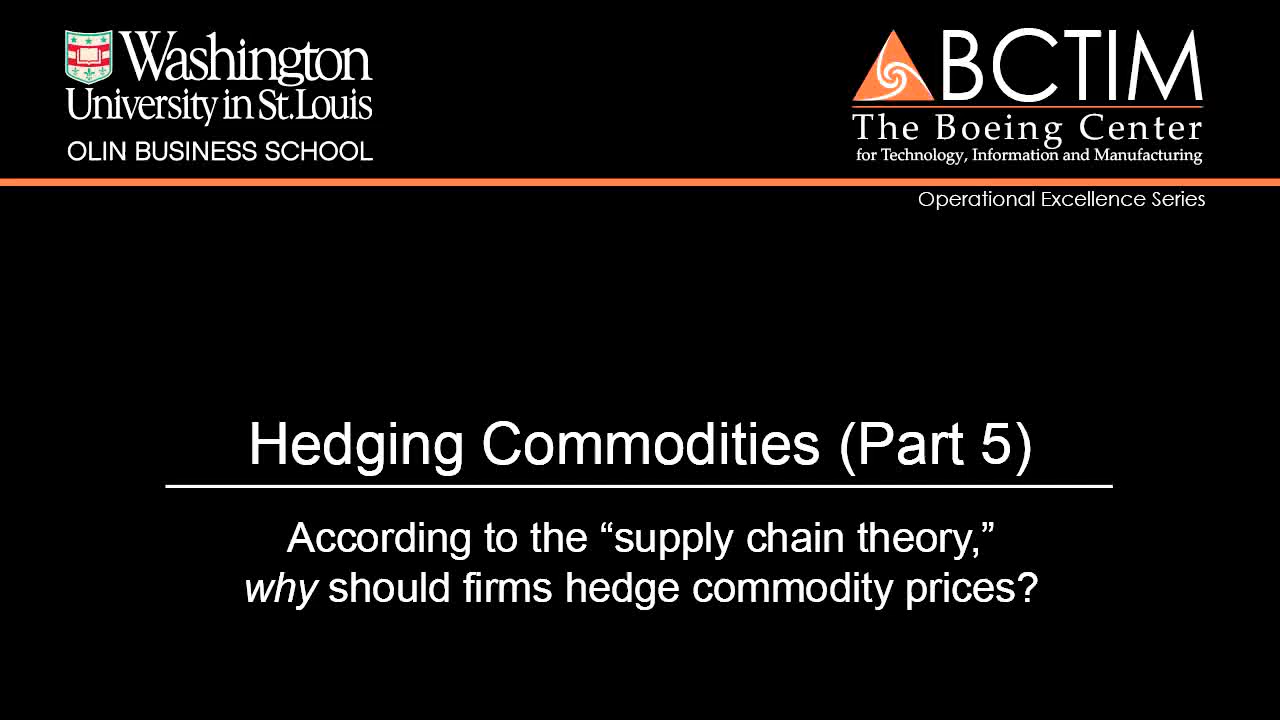 Washington
University in St. Louis
OLIN BUSINESS SCHOOL
BCTIM
The Boeing Center
for Technology, Information and Manufacturing
Operational Excellence Series
Hedging Commodities (Part 5)
According to the “supply chain theory,”
why should firms hedge commodity prices?